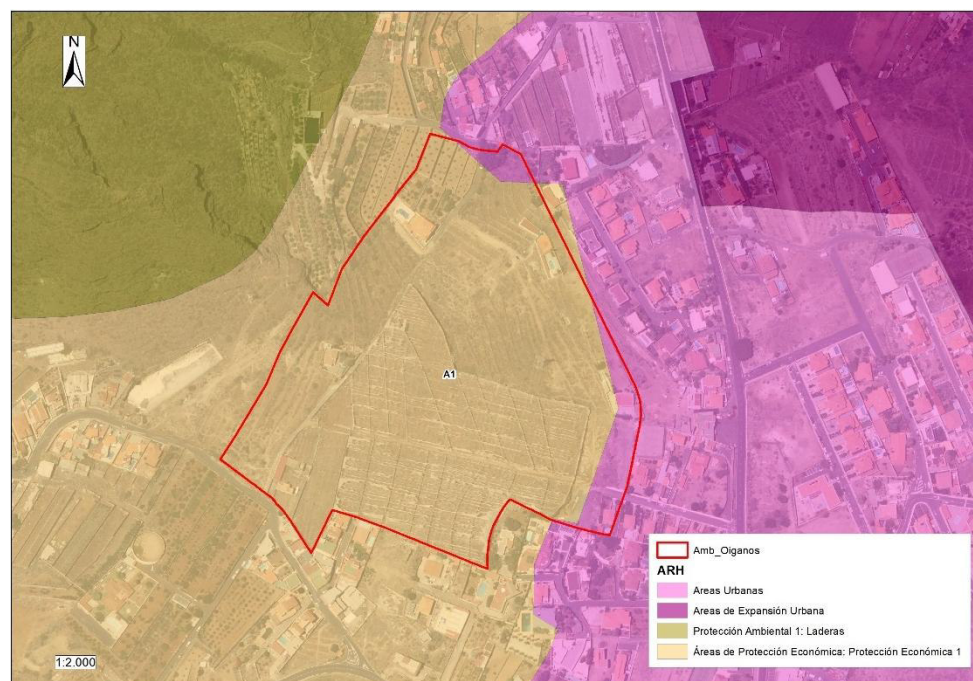 N
A1
Amb_Oiganos
ARH
Areas Urbanas
Areas de Expansión Urbana
Protección Ambiental 1: Laderas
Áreas de Protección Económica: Protección Económica 1
1:2.000